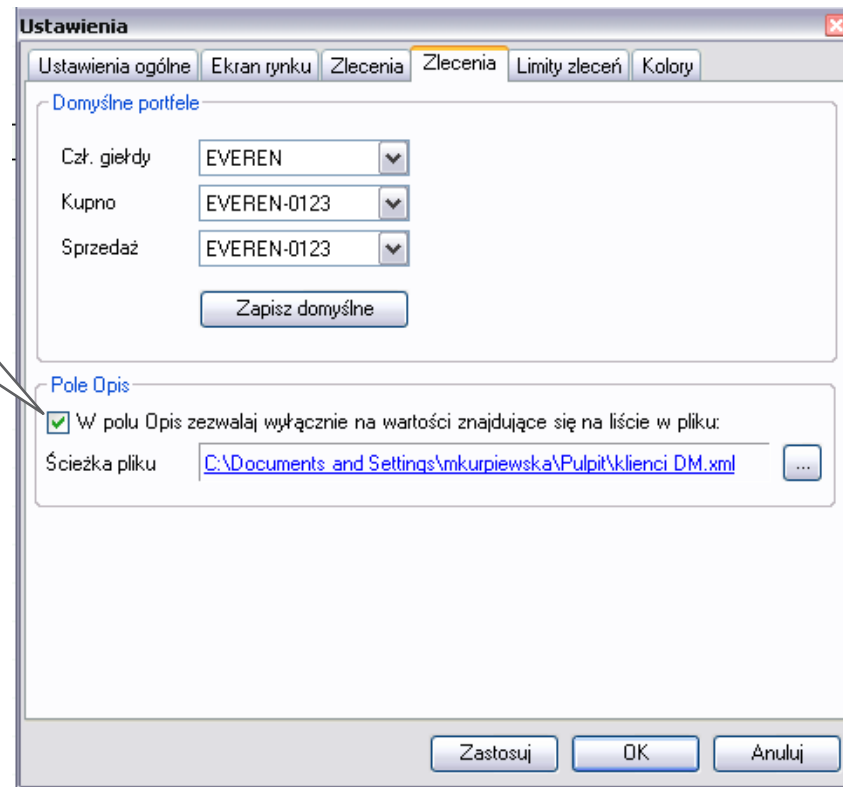 Ustawienia
Ustawienia ogólne Ekran rynku Zlecenia Zlecenia Limity zleceń Kolory
Domyślne portfele
Czł. giełdy EVEREN
Kupno EVEREN-0123
Sprzedaż EVEREN-0123
Zapisz domyślne
Pole Opis
W polu Opis zezwalaj wyłącznie na wartości znajdujące się na liście w pliku:
Ścieżka pliku C:\Documents and Settings\mkurpiewska\Pulpit\klienci DM.xml ...
Zastosuj OK Anuluj